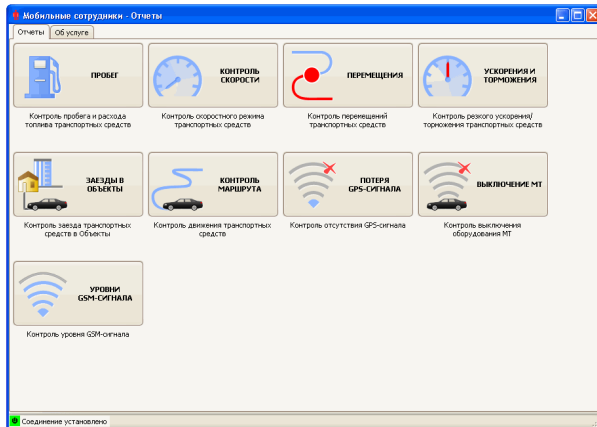 Мобильные сотрудники - Отчеты
Отчеты
Об услуге
ПРОБЕГ
КОНТРОЛЬ
СКОРОСТИ
ПЕРЕМЕЩЕНИЯ
УСКОРЕНИЯ И
ТОРМОЖЕНИЯ
Контроль пробега и расхода
топлива транспортных средств
Контроль скоростного режима
транспортных средств
Контроль перемещений
транспортных средств
Контроль резкого ускорения/
торможения транспортных средств
ЗАЕЗДЫ В
ОБЪЕКТЫ
КОНТРОЛЬ
МАРШРУТА
ПОТЕРЯ
GPS-СИГНАЛА
ВЫКЛЮЧЕНИЕ МТ
Контроль заезда транспортных
средств в Объекты
Контроль движения транспортных
средств
Контроль отсутствия GPS-сигнала
Контроль выключения
оборудования МТ
УРОВНИ
GSM-СИГНАЛА
Контроль уровня GSM-сигнала
Соединение установлено